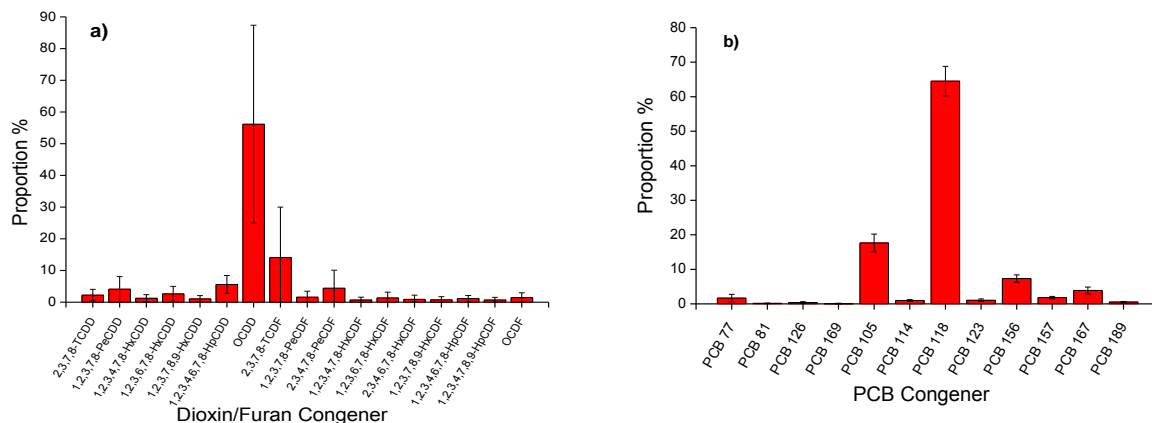 a)
90
80
70
60
50
40
30
20
10
0
Proportion %
2,3,7,8-TCDD
1,2,3,7,8-PeCDD
1,2,3,4,7,8-HxCDD
1,2,3,6,7,8-HxCDD
1,2,3,7,8,9-HxCDD
1,2,3,4,6,7,8-HpCDD
OCDD
2,3,7,8-TCDF
1,2,3,7,8-PeCDF
2,3,4,7,8-PeCDF
1,2,3,4,7,8-HxCDF
1,2,3,6,7,8-HxCDF
2,3,4,6,7,8-HxCDF
1,2,3,7,8,9-HxCDF
1,2,3,4,6,7,8-HpCDF
1,2,3,4,7,8,9-HpCDF
OCDF
Dioxin/Furan Congener
b)
80
70
60
50
40
30
20
10
0
Proportion %
PCB 77
PCB 81
PCB 126
PCB 169
PCB 105
PCB 114
PCB 118
PCB 123
PCB 156
PCB 157
PCB 167
PCB 189
PCB Congener